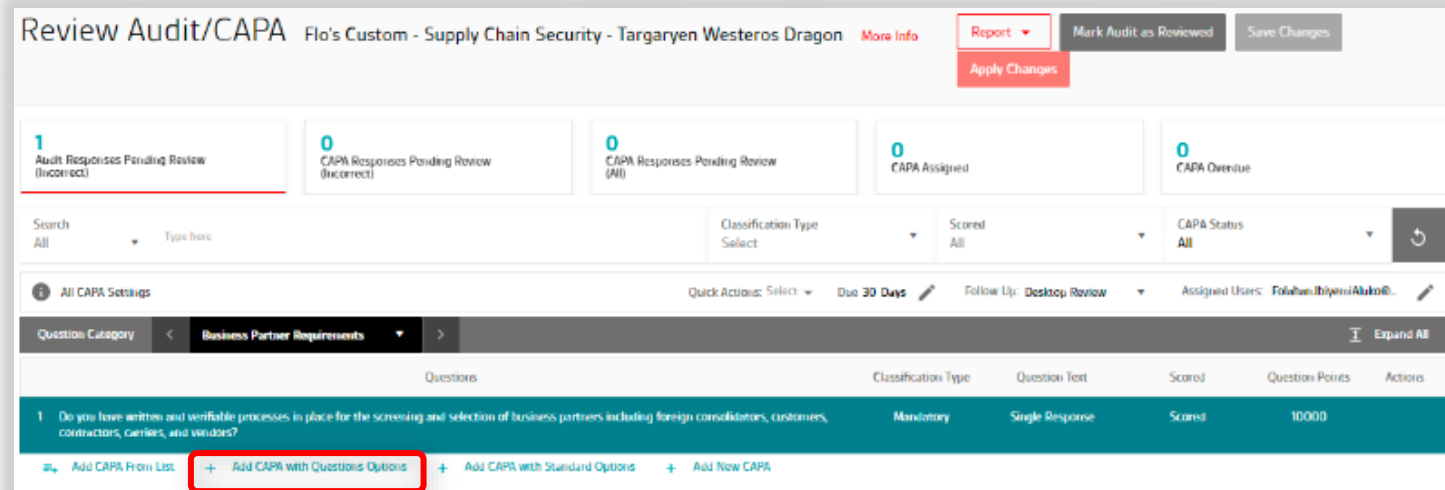 Review Audit/CAPA Flo's Custom - Supply Chain Security - Targaryen Westeros Dragon More Info Report Mark Audit as Reviewed Save Changes
Apply Changes
1 0 0 0 0
Audit Responses Pending Review (Incorrect)
CAPA Responses Pending Review (Incorrect)
CAPA Responses Pending Review (All)
CAPA Assigned
CAPA Overdue
Search Classification Type Scored CAPA Status
All Type here Select All All
All CAPA Settings Quick Actions: Select Due 30 Days Follow Up: Desktop Review Assigned Users:
Question Category < Business Partner Requirements > Expand All
Questions Classification Type Question Text Scored Question Points Actions
1 Do you have written and verifiable processes in place for the screening and selection of business partners including foreign consolidators, customers, Mandatory Single Response Scored 10000
contractors, carriers, and vendors?
Add CAPA From List + Add CAPA with Questions Options + Add CAPA with Standard Options + Add New CAPA